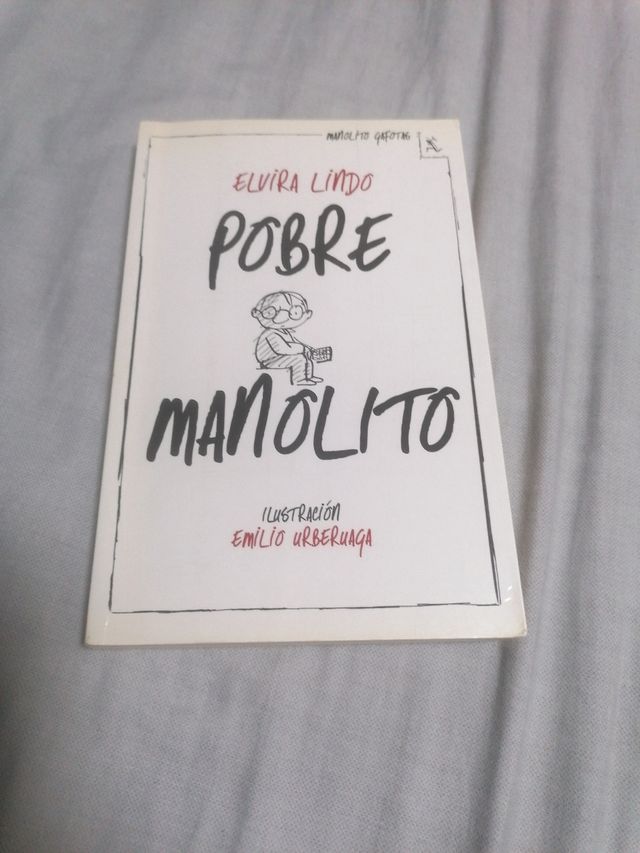 MANOLITO GAFOTAS
ELVIRA LINDO
POBRE
MANOLITO
ILUSTRACIÓN
EMILIO URBERUAGA